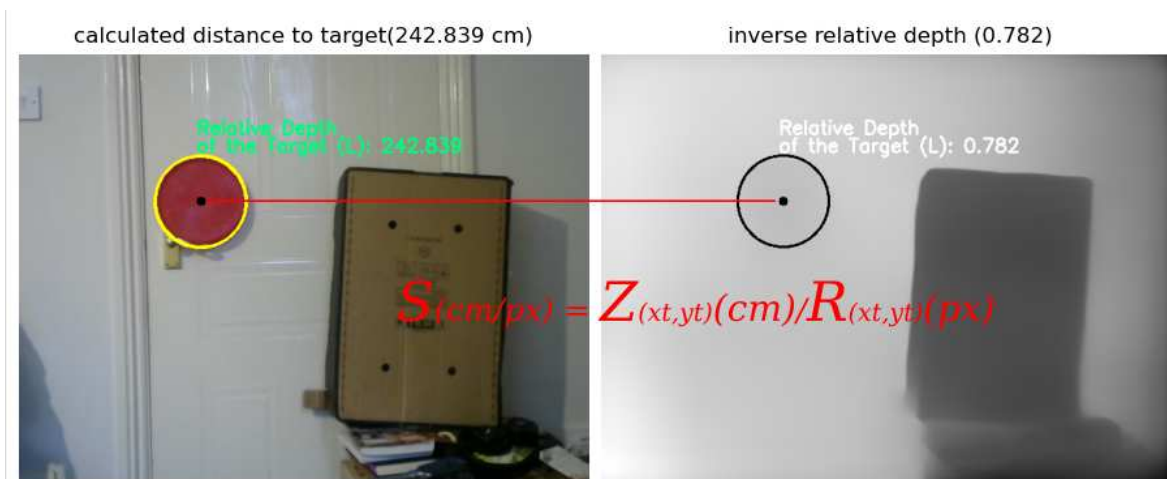 calculated distance to target(242.839 cm)
inverse relative depth (0.782)
Relative Depth
of the Target (L): 242.839
Relative Depth
of the Target (L): 0.782
S(cm/px) = Z(xt,yt)(cm)/R(xt,yt)(px)